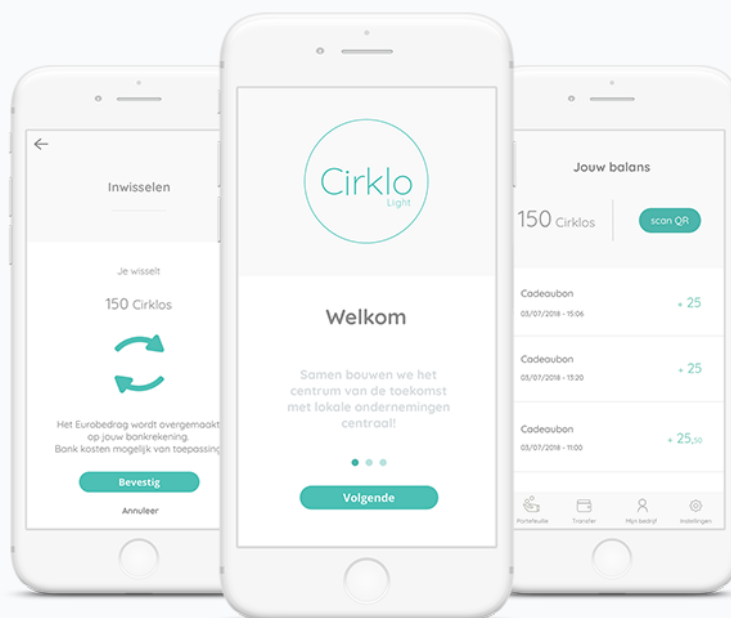 Inwisselen
Je wisselt
150 Cirklos
Het Eurobedrag wordt overgemaakt
op jouw bankrekening.
Bank kosten mogelijk van toepassing
Bevestig
Annuleer
Cirklo
Light
Welkom
Samen bouwen we het
centrum van de toekomst
met lokale ondernemingen
centraal!
Volgende
Jouw balans
150 Cirklos
scan QR
Cadeaubon
+ 25
03/07/2018 - 15:06
Cadeaubon
+ 25
03/07/2018 - 13:20
Cadeaubon
+ 25,50
03/07/2018 - 11:00
Portefeuille
Transfer
Mijn bedrijf
Instellingen